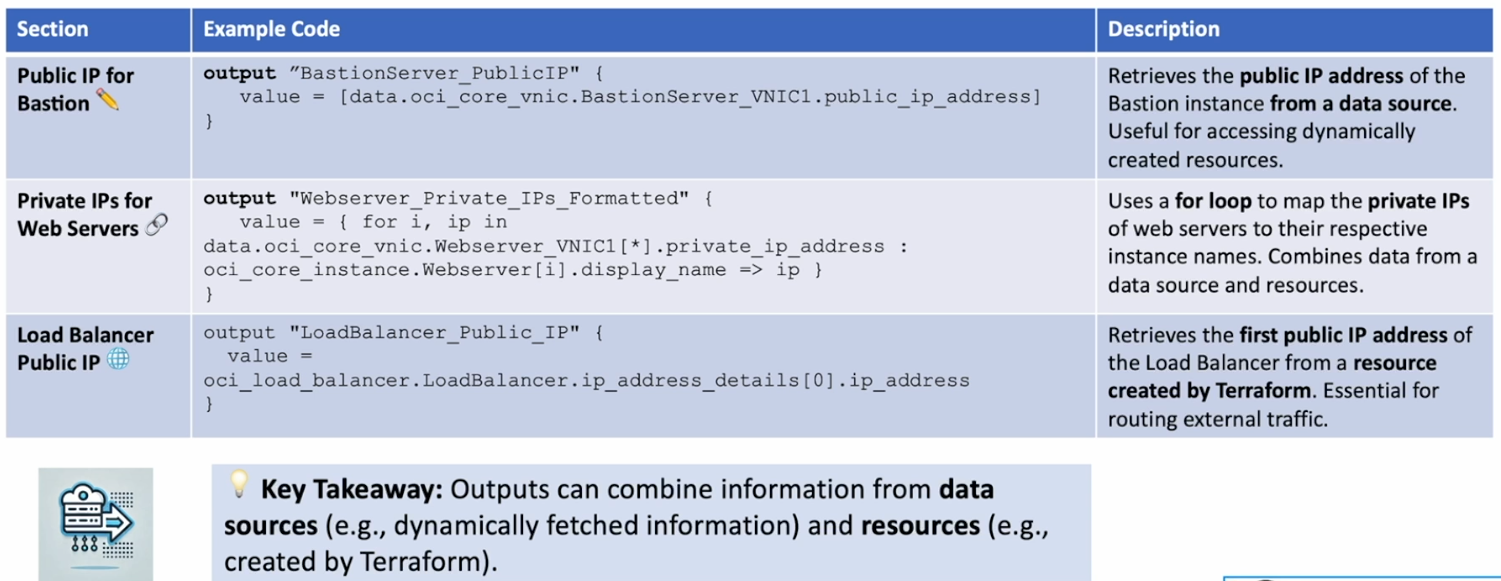 Section Example Code Description
Public IP for
Bastion ✏️
output ”BastionServer_PublicIP" {
value = [data.oci_core_vnic.BastionServer_VNIC1.public_ip_address]
}
Retrieves the public IP address of the
Bastion instance from a data source.
Useful for accessing dynamically
created resources.
Private IPs for
Web Servers 🔗
output "Webserver_Private_IPs_Formatted" {
value = { for i, ip in
data.oci_core_vnic.Webserver_VNIC1[*].private_ip_address :
oci_core_instance.Webserver[i].display_name => ip }
}
Uses a for loop to map the private IPs
of web servers to their respective
instance names. Combines data from a
data source and resources.
Load Balancer
Public IP 🌐
output "LoadBalancer_Public_IP" {
value =
oci_load_balancer.LoadBalancer.ip_address_details[0].ip_address
}
Retrieves the first public IP address of
the Load Balancer from a resource
created by Terraform. Essential for
routing external traffic.
💡 Key Takeaway: Outputs can combine information from data
sources (e.g., dynamically fetched information) and resources (e.g.,
created by Terraform).